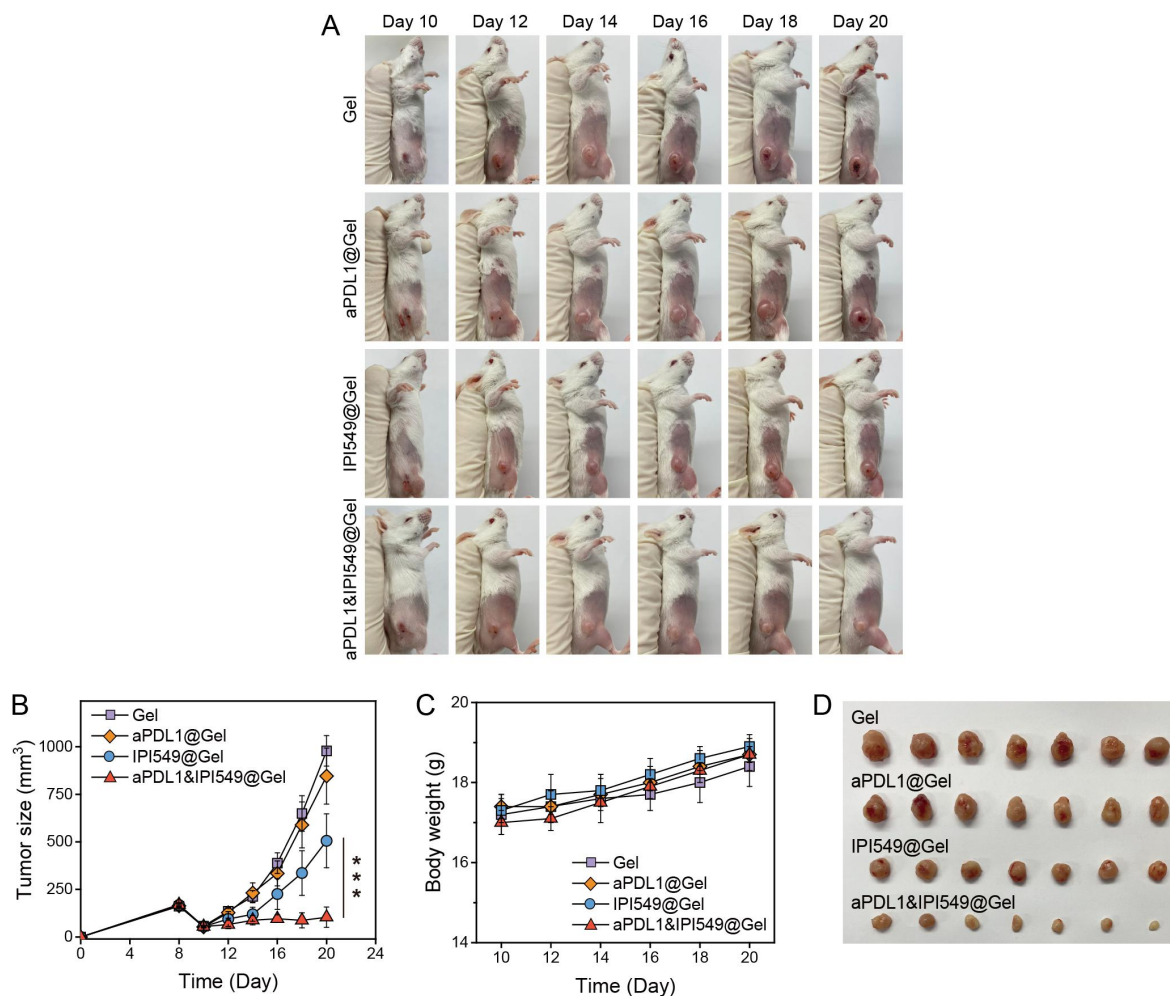 A
Day 10 Day 12 Day 14 Day 16 Day 18 Day 20
Gel
aPDL1@Gel
IPI549@Gel
aPDL1&IPI549@Gel
B
Tumor size (mm³)
1000
750
500
250
0
Gel
aPDL1@Gel
IPI549@Gel
aPDL1&IPI549@Gel
***
0 4 8 12 16 20 24
Time (Day)
C
Body weight (g)
20
18
16
14
Gel
aPDL1@Gel
IPI549@Gel
aPDL1&IPI549@Gel
10 12 14 16 18 20
Time (Day)
D
Gel
aPDL1@Gel
IPI549@Gel
aPDL1&IPI549@Gel